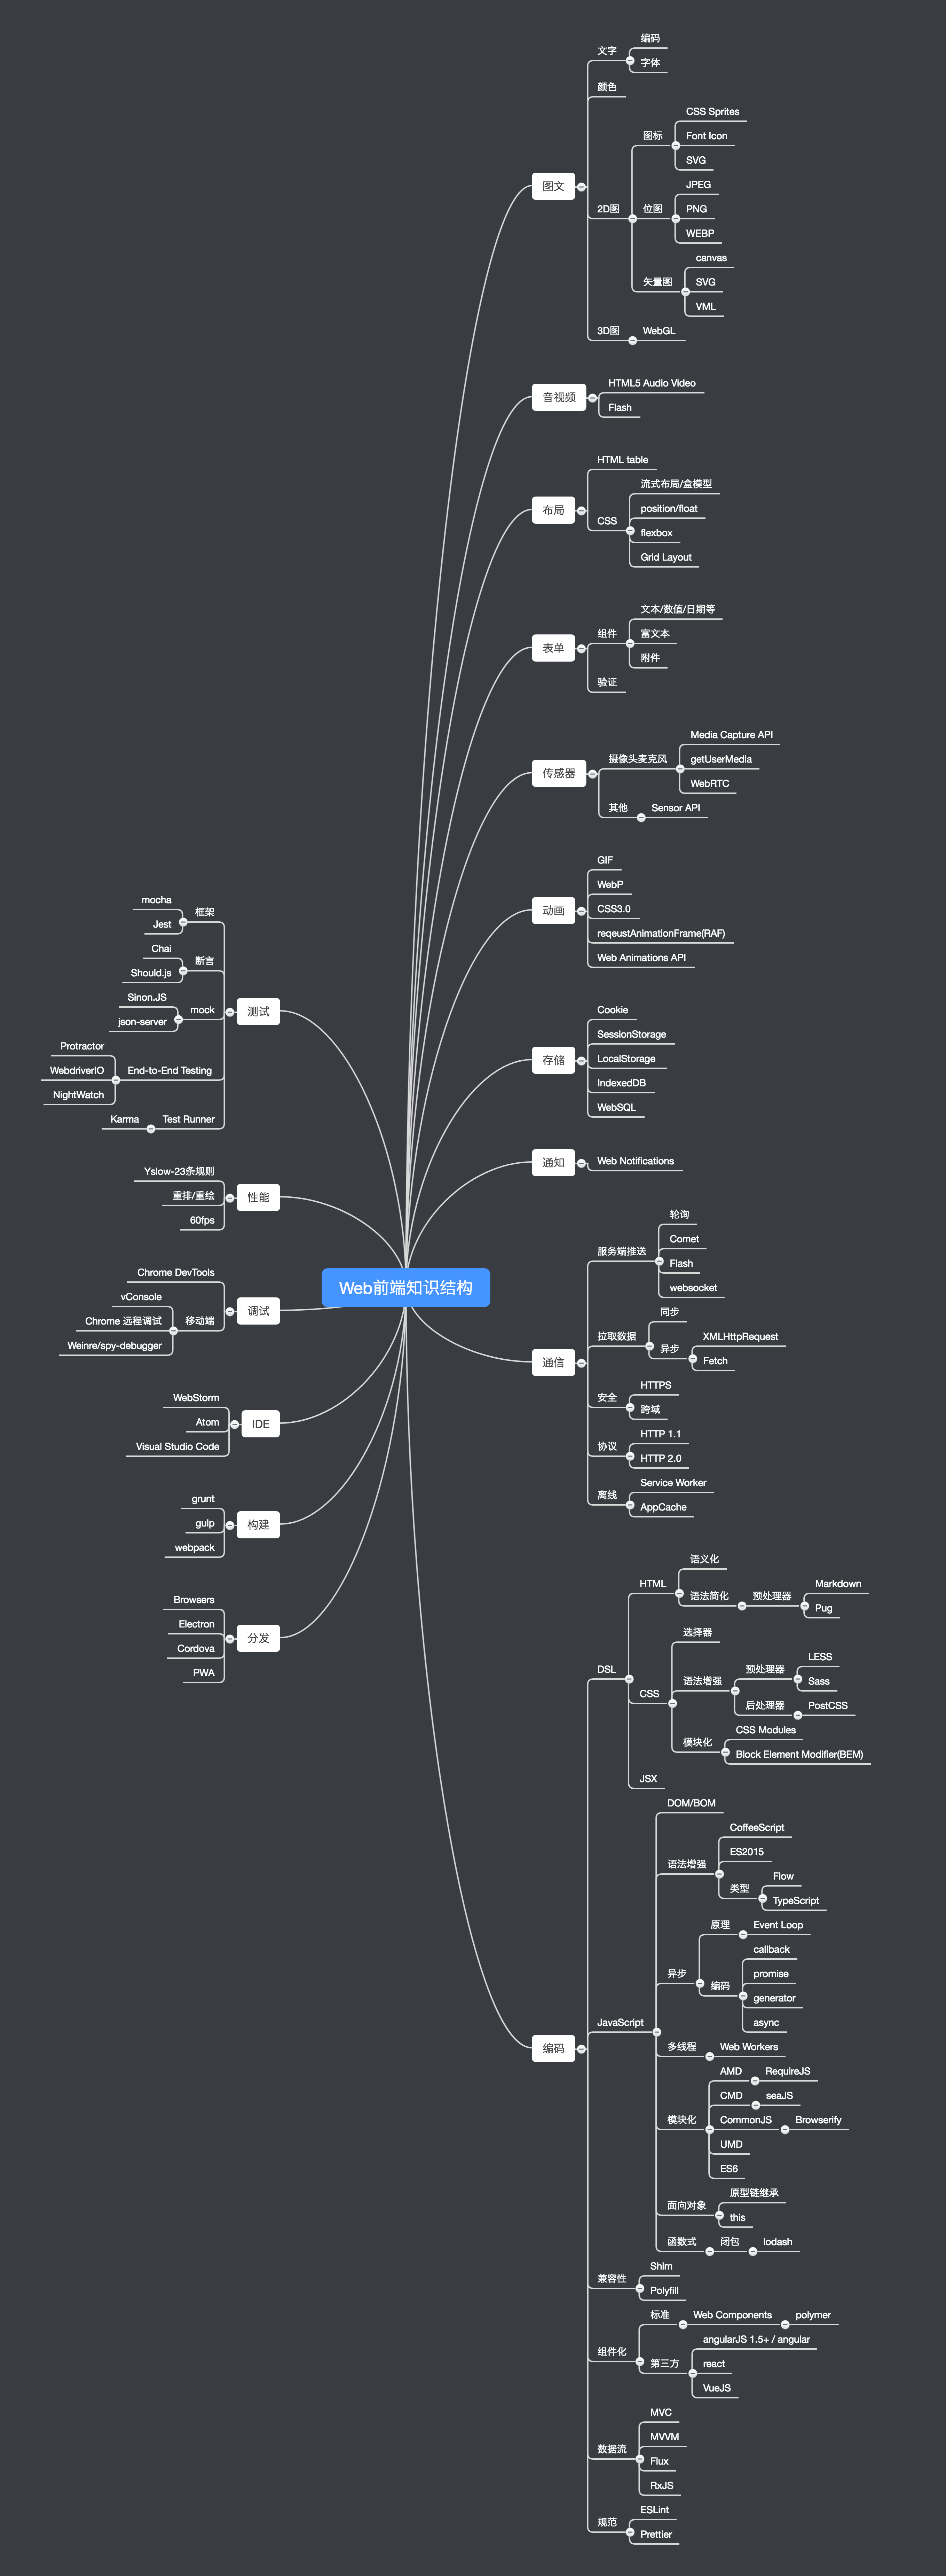 Web前端知识结构
图文
文字
编码
字体
颜色
2D图
图标
CSS Sprites
Font Icon
SVG
位图
JPEG
PNG
WEBP
矢量图
canvas
SVG
VML
3D图
WebGL
音视频
HTML5 Audio Video
Flash
布局
HTML table
CSS
流式布局/盒模型
position/float
flexbox
Grid Layout
表单
组件
文本/数值/日期等
富文本
附件
验证
传感器
摄像头麦克风
Media Capture API
getUserMedia
WebRTC
其他
Sensor API
动画
GIF
WebP
CSS3.0
reqeustAnimationFrame(RAF)
Web Animations API
存储
Cookie
SessionStorage
LocalStorage
IndexedDB
WebSQL
通知
Web Notifications
通信
服务端推送
轮询
Comet
Flash
websocket
拉取数据
同步
异步
XMLHttpRequest
Fetch
安全
HTTPS
跨域
协议
HTTP 1.1
HTTP 2.0
离线
Service Worker
AppCache
编码
DSL
HTML
语义化
语法简化
预处理器
Markdown
Pug
CSS
选择器
语法增强
预处理器
LESS
Sass
后处理器
PostCSS
模块化
CSS Modules
Block Element Modifier(BEM)
JSX
JavaScript
DOM/BOM
语法增强
CoffeeScript
ES2015
类型
Flow
TypeScript
异步
原理
Event Loop
编码
callback
promise
generator
async
多线程
Web Workers
模块化
AMD
RequireJS
CMD
seaJS
CommonJS
Browserify
UMD
ES6
面向对象
原型链继承
this
函数式
闭包
lodash
兼容性
Shim
Polyfill
组件化
标准
Web Components
polymer
第三方
angularJS 1.5+ / angular
react
VueJS
数据流
MVC
MVVM
Flux
RxJS
规范
ESLint
Prettier
测试
框架
mocha
Jest
断言
Chai
Should.js
mock
Sinon.JS
json-server
End-to-End Testing
Protractor
WebdriverIO
NightWatch
Test Runner
Karma
性能
Yslow-23条规则
重排/重绘
60fps
调试
Chrome DevTools
移动端
vConsole
Chrome 远程调试
Weinre/spy-debugger
IDE
WebStorm
Atom
Visual Studio Code
构建
grunt
gulp
webpack
分发
Browsers
Electron
Cordova
PWA